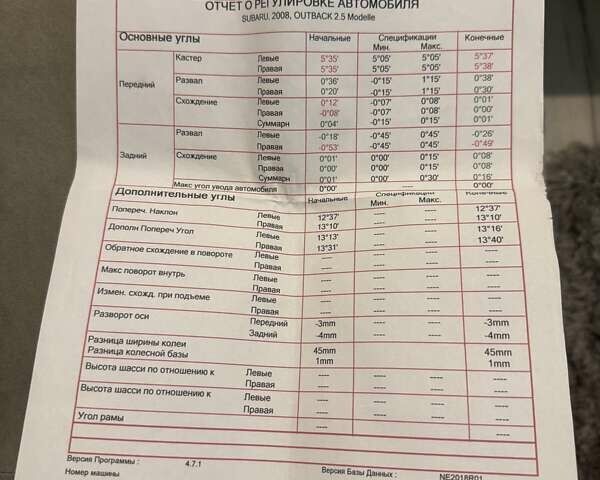 ОТЧЕТ О РЕГУЛИРОВКЕ АВТОМОБИЛЯ
SUBARU, 2008, OUTBACK 2.5 Modelle
Основные углы Начальные Спецификации Конечные
Мин. Макс.
Передний Кастер Левые 5°35' 5°05' 5°05' 5°37'
Правая 5°35' 5°05' 5°05' 5°38'
Развал Левые 0°36' -0°15' 1°15' 0°38'
Правая 0°20' -0°15' 1°15' 0°30'
Схождение Левые 0°12' -0°07' 0°08' 0°01'
Правая -0°08' -0°07' 0°08' 0°00'
Суммарн 0°04' -0°15' 0°15' 0°01'
Задний Развал Левые -0°18' -0°45' 0°45' -0°26'
Правая -0°53' -0°45' 0°45' -0°49'
Схождение Левые 0°01' 0°00' 0°15' 0°08'
Правая 0°00' 0°00' 0°15' 0°08'
Суммарн 0°01' 0°00' 0°30' 0°16'
Макс угол увода автомобиля 0°00' ---- 0°00'
Дополнительные углы Начальные Спецификации Конечные
Мин. Макс.
Попереч. Наклон Левые 12°37' ---- ---- 12°37'
Правая 13°10' ---- ---- 13°10'
Дополн Попереч Угол Левые 13°13' ---- ---- 13°16'
Правая 13°31' ---- ---- 13°40'
Обратное схождение в повороте Левые ---- ---- ---- ----
Правая ---- ---- ---- ----
Макс поворот внутрь Левые ---- ---- ---- ----
Правая ---- ---- ---- ----
Измен. схожд. при подъеме Левые ---- ---- ---- ----
Правая ---- ---- ---- ----
Разворот оси Передний -3mm ---- ---- -3mm
Задний -4mm ---- ---- -4mm
Разница ширины колеи 45mm ---- ---- 45mm
Разница колесной базы 1mm ---- ---- 1mm
Высота шасси по отношению к Левые ---- ---- ---- ----
Правая ---- ---- ---- ----
Высота шасси по отношению к Левые ---- ---- ---- ----
Правая ---- ---- ---- ----
Угол рамы ---- ----
----
Версия Программы : 4.7.1 Версия Базы Данных : NE2018R01
Номер машины